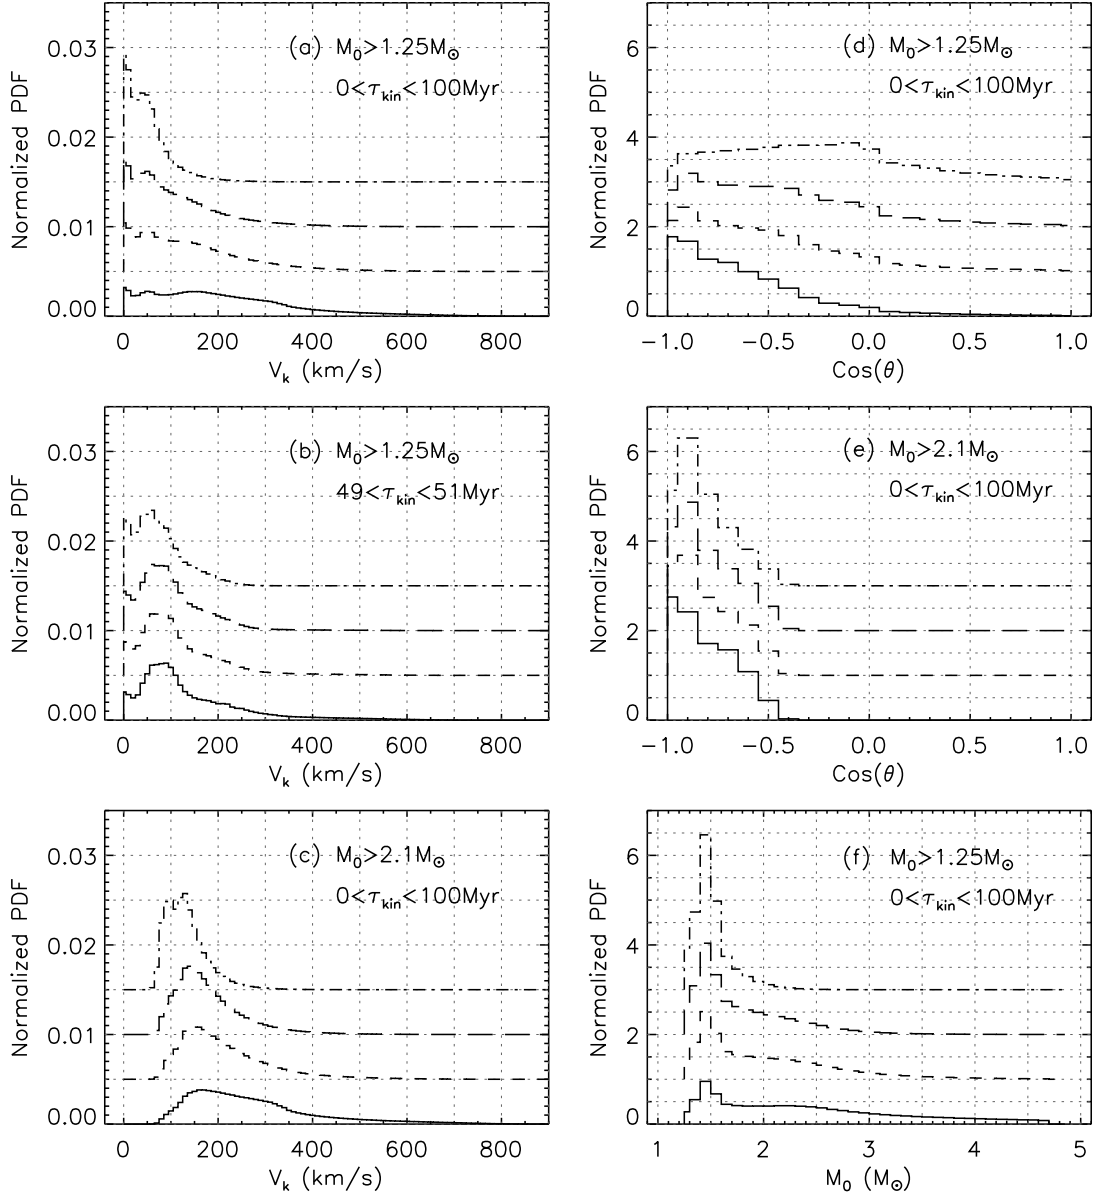 (a) M₀>1.25M⊙
0<τkin<100Myr
Normalized PDF
0.03
0.02
0.01
0.00
0 200 400 600 800
Vk (km/s)
(d) M₀>1.25M⊙
0<τkin<100Myr
Normalized PDF
6
4
2
0
−1.0 −0.5 0.0 0.5 1.0
Cos(θ)
(b) M₀>1.25M⊙
49<τkin<51Myr
Normalized PDF
0.03
0.02
0.01
0.00
0 200 400 600 800
Vk (km/s)
(e) M₀>2.1M⊙
0<τkin<100Myr
Normalized PDF
6
4
2
0
−1.0 −0.5 0.0 0.5 1.0
Cos(θ)
(c) M₀>2.1M⊙
0<τkin<100Myr
Normalized PDF
0.03
0.02
0.01
0.00
0 200 400 600 800
Vk (km/s)
(f) M₀>1.25M⊙
0<τkin<100Myr
Normalized PDF
6
4
2
0
1 2 3 4 5
M₀ (M⊙)